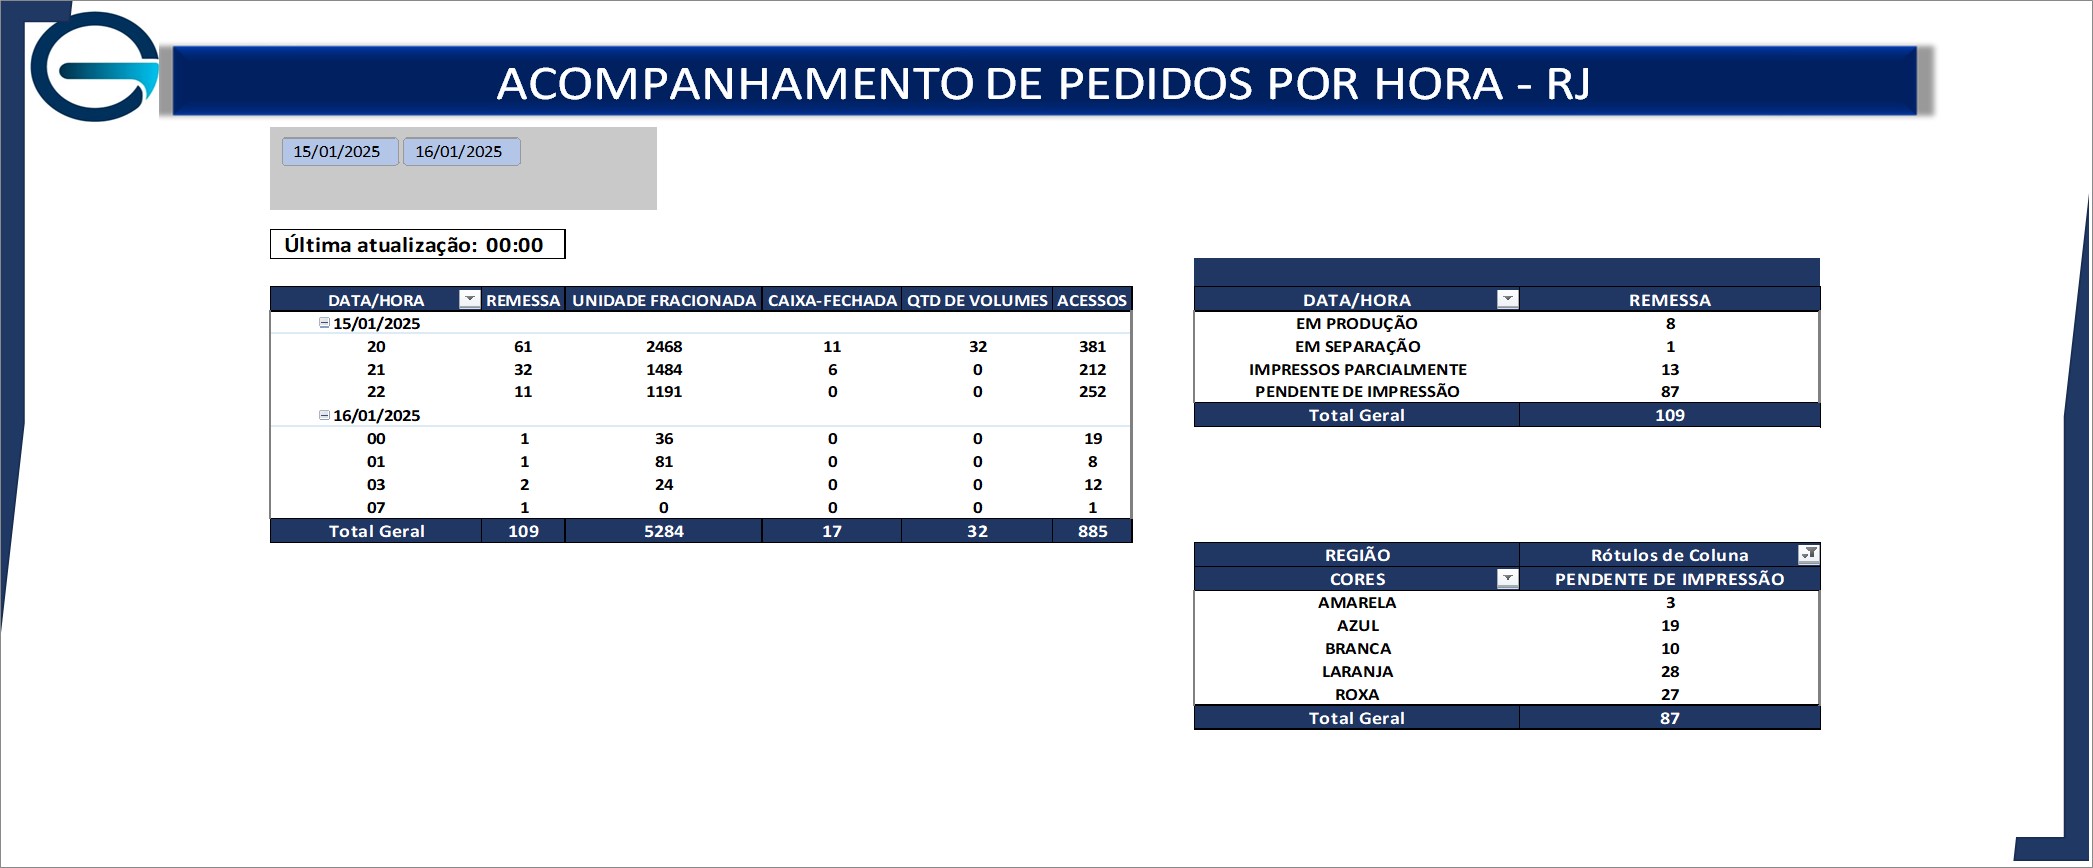 ACOMPANHAMENTO DE PEDIDOS POR HORA - RJ
15/01/2025 16/01/2025
Última atualização: 00:00
DATA/HORA REMESSA UNIDADE FRACIONADA CAIXA-FECHADA QTD DE VOLUMES ACESSOS
15/01/2025
20 61 2468 11 32 381
21 32 1484 6 0 212
22 11 1191 0 0 252
16/01/2025
00 1 36 0 0 19
01 1 81 0 0 8
03 2 24 0 0 12
07 1 0 0 0 1
Total Geral 109 5284 17 32 885
DATA/HORA REMESSA
EM PRODUÇÃO 8
EM SEPARAÇÃO 1
IMPRESSOS PARCIALMENTE 13
PENDENTE DE IMPRESSÃO 87
Total Geral 109
REGIÃO Rótulos de Coluna
CORES PENDENTE DE IMPRESSÃO
AMARELA 3
AZUL 19
BRANCA 10
LARANJA 28
ROXA 27
Total Geral 87